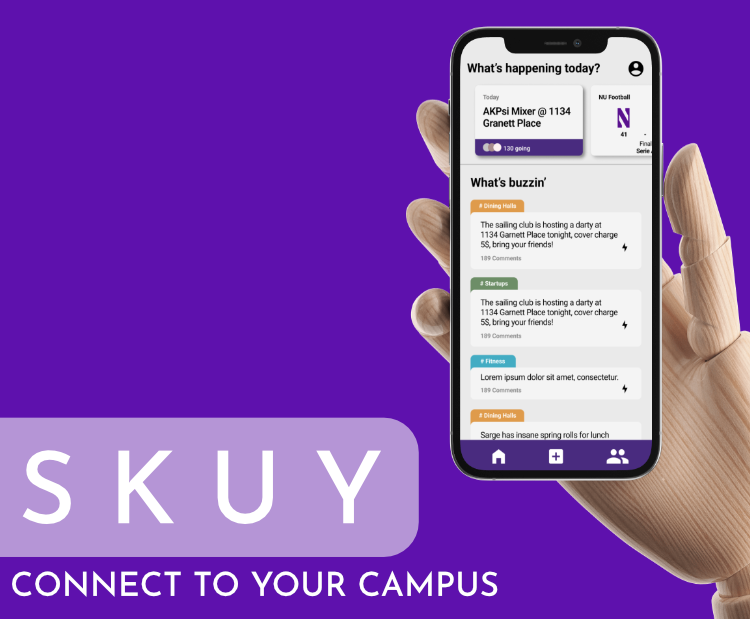 What's happening today?
Today
AKPsi Mixer @ 1134
Granett Place
130 going
NU Football
N
41 -
Final
Serie A
What's buzzin'
# Dining Halls
The sailing club is hosting a darty at
1134 Garnett Place tonight, cover charge
5$, bring your friends!
189 Comments
# Startups
The sailing club is hosting a darty at
1134 Garnett Place tonight, cover charge
5$, bring your friends!
189 Comments
# Fitness
Lorem ipsum dolor sit amet, consectetur.
189 Comments
# Dining Halls
Sarge has insane spring rolls for lunch
SKUY
CONNECT TO YOUR CAMPUS